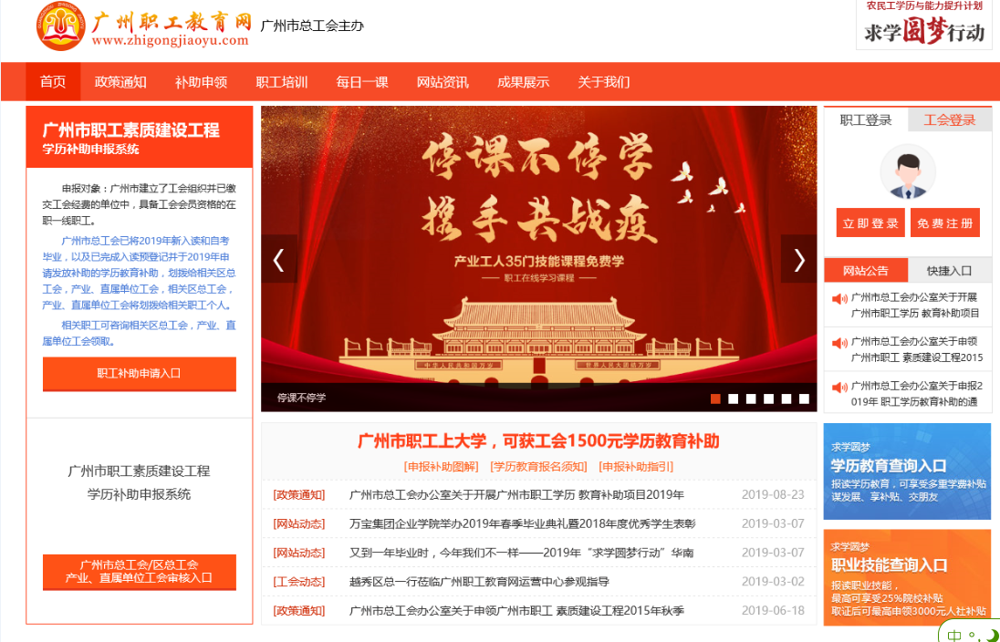 广州职工教育网
www.zhigongjiaoyu.com
广州市总工会主办
农民工学历与能力提升计划
求学圆梦行动
首页 政策通知 补助申领 职工培训 每日一课 网站资讯 成果展示 关于我们
广州市职工素质建设工程
学历补助申报系统
申报对象：广州市建立了工会组织并已缴
交工会经费的单位中，具备工会会员资格的在
职一线职工。
广州市总工会已将2019年新入读和自考
毕业，以及已完成入读预登记并于2019年申
请发放补助的学历教育补助，划拨给相关区总
工会，产业、直属单位工会，相关区总工会，
产业、直属单位工会将划拨给相关职工个人。
相关职工可咨询相关区总工会，产业、直
属单位工会领取。
职工补助申请入口
广州市职工素质建设工程
学历补助申报系统
广州市总工会/区总工会
产业、直属单位工会审核入口
停课不停学
携手共战疫
产业工人35门技能课程免费学
职工在线学习课程
中华人民共和国万岁 世界人民大团结万岁
停课不停学
广州市职工上大学，可获工会1500元学历教育补助
[申报补助图解] [学历教育报名须知] [申报补助指引]
[政策通知] 广州市总工会办公室关于开展广州市职工学历 教育补助项目2019年 2019-08-23
[网站动态] 万宝集团企业学院举办2019年春季毕业典礼暨2018年度优秀学生表彰 2019-03-07
[网站动态] 又到一年毕业时，今年我们不一样——2019年“求学圆梦行动”华南 2019-03-07
[工会动态] 越秀区总一行莅临广州职工教育网运营中心参观指导 2019-03-02
[政策通知] 广州市总工会办公室关于申领广州市职工 素质建设工程2015年秋季 2019-06-18
职工登录 工会登录
立即登录 免费注册
网站公告 快捷入口
广州市总工会办公室关于开展
广州市职工学历 教育补助项目
广州市总工会办公室关于申领
广州市职工 素质建设工程2015
广州市总工会办公室关于申报2
019年 职工学历教育补助的通
求学圆梦
学历教育查询入口
报读学历教育，可享受多重学费补贴
谋发展、享补贴、交朋友
求学圆梦
职业技能查询入口
报读职业技能，
最高可享受25%院校补贴
取证后可最高申领3000元人社补贴
中